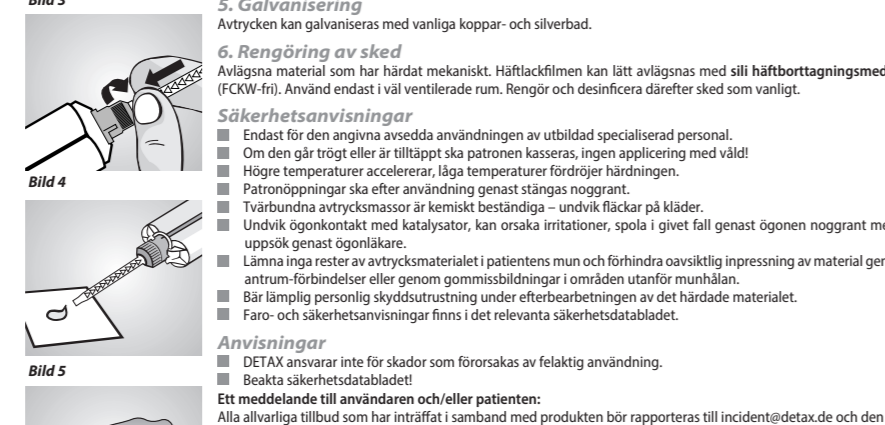 Bild 3
5. Galvanisering
Avtrycken kan galvaniseras med vanliga koppar- och silverbad.
6. Rengöring av sked
Avlägsna material som har härdat mekaniskt. Häftlackfilmen kan lätt avlägsnas med sili häftborttagningsmed
(FCKW-fri). Använd endast i väl ventilerade rum. Rengör och desinficera därefter sked som vanligt.
Säkerhetsanvisningar
Endast för den angivna avsedda användningen av utbildad specialiserad personal.
Om den går trögt eller är tilltäppt ska patronen kasseras, ingen applicering med våld!
Högre temperaturer accelererar, låga temperaturer fördröjer härdningen.
Bild 4
Patronöppningar ska efter användning genast stängas noggrant.
Tvärbundna avtrycksmassor är kemiskt beständiga – undvik fläckar på kläder.
Undvik ögonkontakt med katalysator, kan orsaka irritationer, spola i givet fall genast ögonen noggrant me
uppsök genast ögonläkare.
Lämna inga rester av avtrycksmaterialet i patientens mun och förhindra oavsiktlig inpressning av material gen
antrum-förbindelser eller genom gommissbildningar i områden utanför munhålan.
Bär lämplig personlig skyddsutrustning under efterbearbetningen av det härdade materialet.
Faro- och säkerhetsanvisningar finns i det relevanta säkerhetsdatabladet.
Anvisningar
DETAX ansvarar inte för skador som förorsakas av felaktig användning.
Bild 5
Beakta säkerhetsdatabladet!
Ett meddelande till användaren och/eller patienten:
Alla allvarliga tillbud som har inträffat i samband med produkten bör rapporteras till incident@detax.de och den